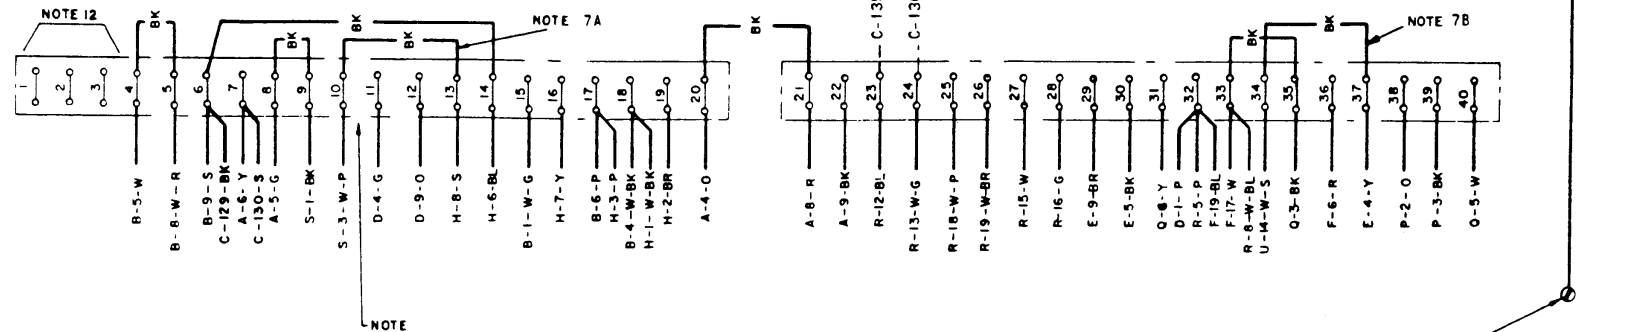 NOTE 12
BK
BK
BK
BK
NOTE 7A
BK
C-135
C-130
BK
BK
NOTE 7B
1
2
3
4
5
6
7
8
9
10
11
12
13
14
15
16
17
18
19
20
21
22
23
24
25
26
27
28
29
30
31
32
33
34
35
36
37
38
39
40
B-5-W
B-8-W-R
B-9-S
C-129-BK
A-6-Y
C-130-S
A-5-G
S-1-BK
S-3-W-P
D-4-G
D-9-O
H-8-S
H-6-BL
B-1-W-G
H-7-Y
B-6-P
H-3-P
B-4-W-BK
H-1-W-BK
H-2-BR
A-4-O
A-8-R
A-9-BK
R-12-BL
R-13-W-G
R-18-W-P
R-19-W-BR
R-15-W
R-16-G
E-9-BR
E-5-BK
Q-6-Y
D-1-P
R-5-P
F-19-BL
F-17-W
R-8-W-BL
U-14-W-S
Q-3-BK
F-6-R
E-4-Y
P-2-O
P-3-BK
Q-5-W
NOTE